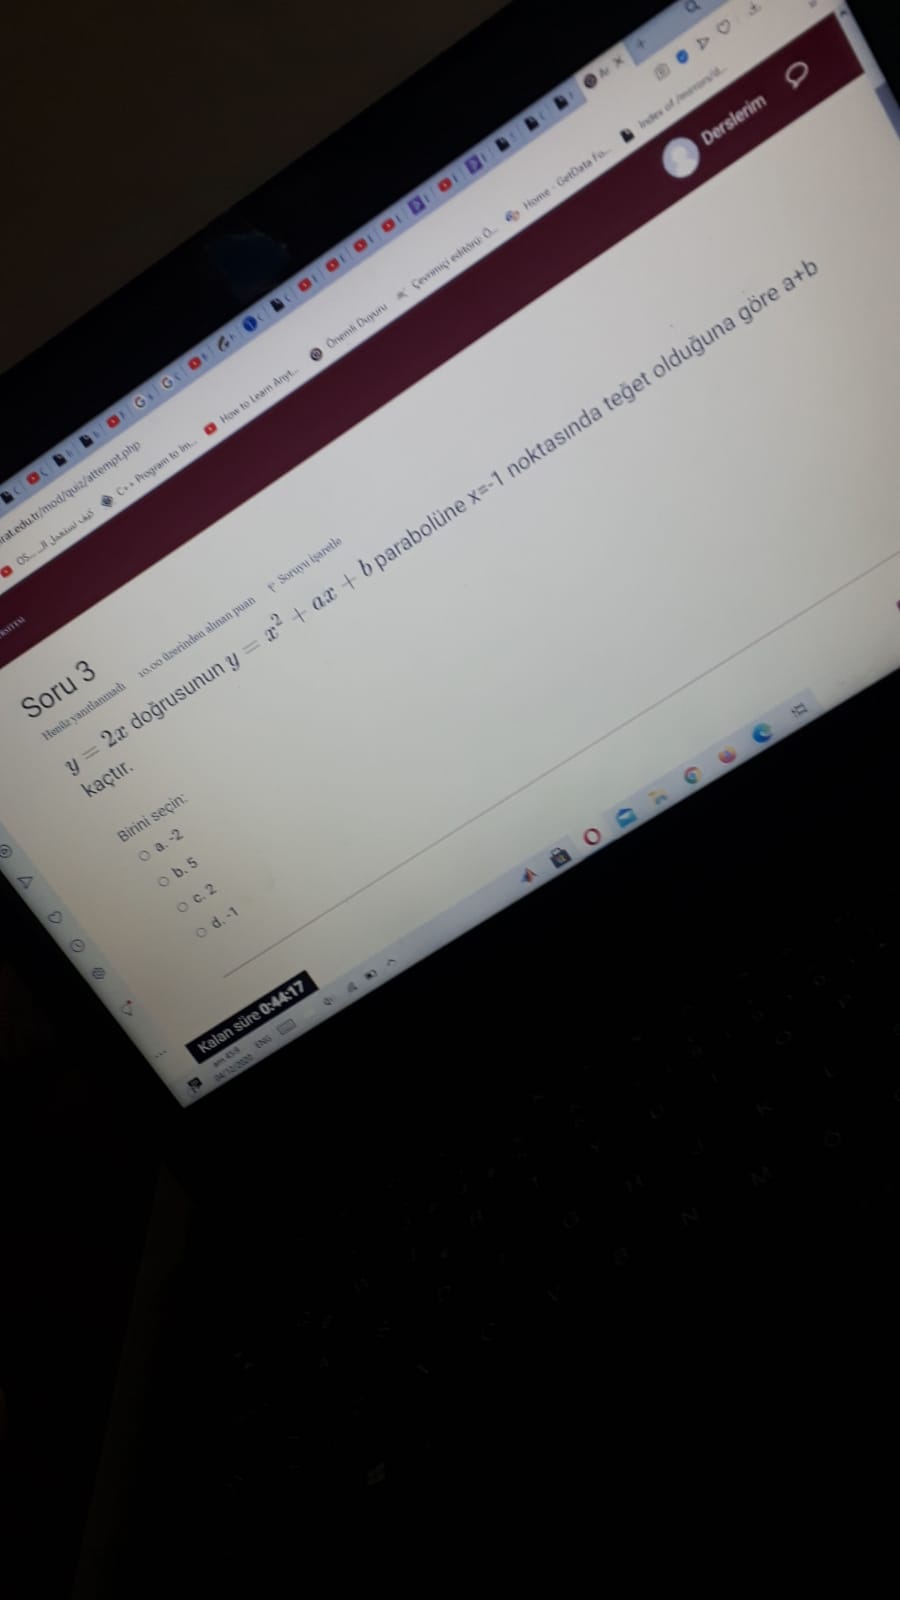 Ar
Index of /mirrors/d...
Home - GetData Fo...
Çevrimiçi editörü: Ö...
Önemli Duyuru
How to Learn Anyt...
C++ Program to Im...
rat.edu.tr/mod/quiz/attempt.php
Derslerim
Soru 3
Henüz yanıtlanmadı 10.00 üzerinden alınan puan Soruyu işaretle
y = 2x doğrusunun y = x² + ax + b parabolüne x=-1 noktasında teğet olduğuna göre a+b
kaçtır.
Birini seçin:
a. -2
b. 5
c. 2
d. -1
Kalan süre 0:44:17
ENG
04/12/2020